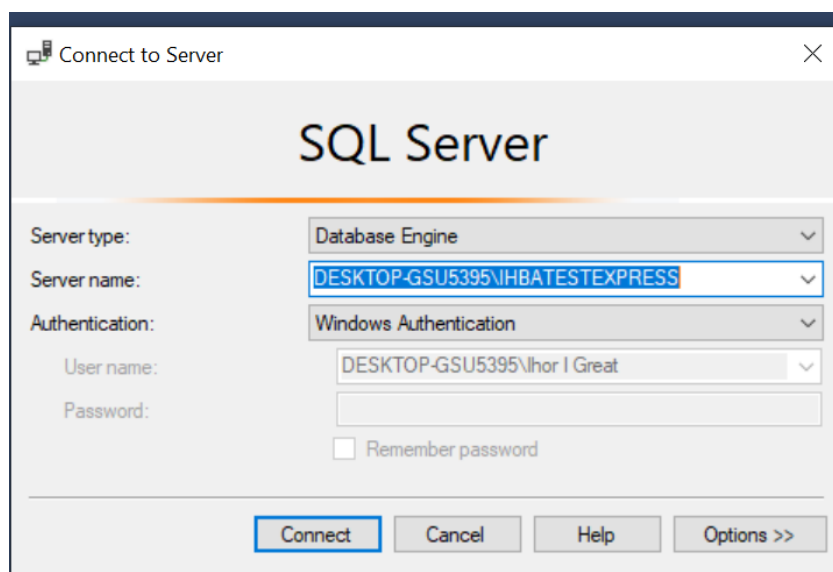 Connect to Server
SQL Server
Server type: Database Engine
Server name: DESKTOP-GSU5395\IHBATESTEXPRESS
Authentication: Windows Authentication
User name: DESKTOP-GSU5395\Ihor I Great
Password:
Remember password
Connect Cancel Help Options >>